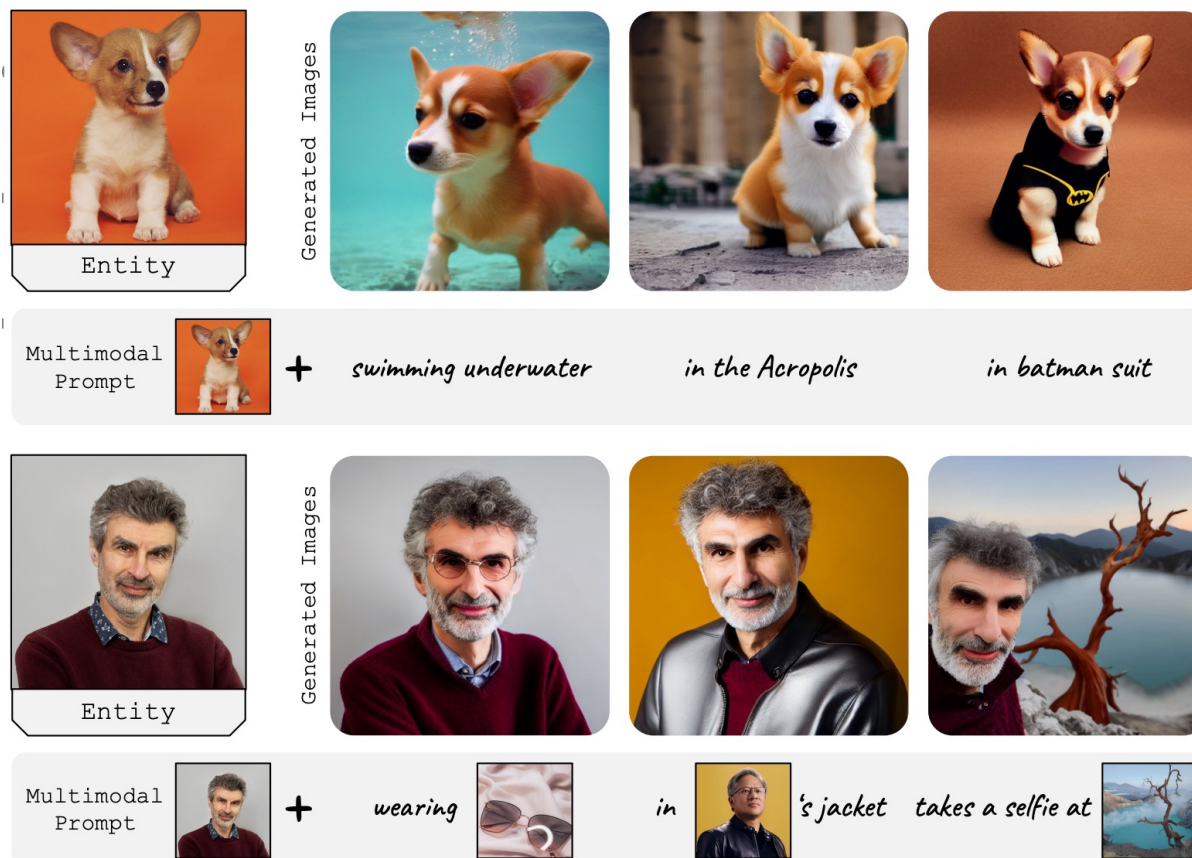 Generated Images
Entity
Multimodal
Prompt
+
swimming underwater
in the Acropolis
in batman suit
Generated Images
Entity
Multimodal
Prompt
+
wearing
in
's jacket
takes a selfie at